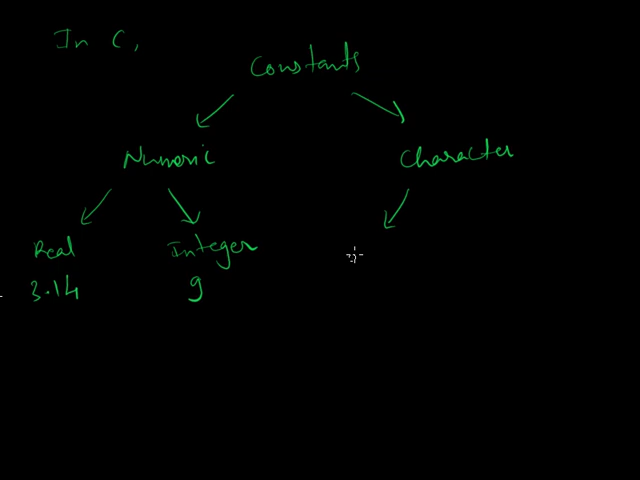 In C,
Constants
Numeric
Character
Real
Integer
3.14
9